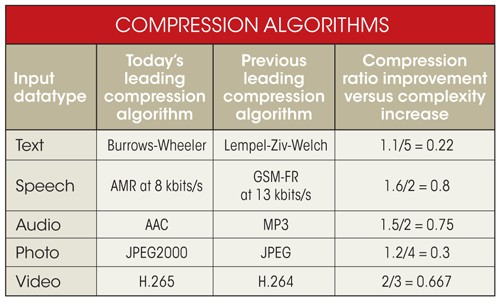 COMPRESSION ALGORITHMS
Input datatype
Today's leading compression algorithm
Previous leading compression algorithm
Compression ratio improvement versus complexity increase
Text Burrows-Wheeler Lempel-Ziv-Welch 1.1/5 = 0.22
Speech AMR at 8 kbits/s GSM-FR at 13 kbits/s 1.6/2 = 0.8
Audio AAC MP3 1.5/2 = 0.75
Photo JPEG2000 JPEG 1.2/4 = 0.3
Video H.265 H.264 2/3 = 0.667